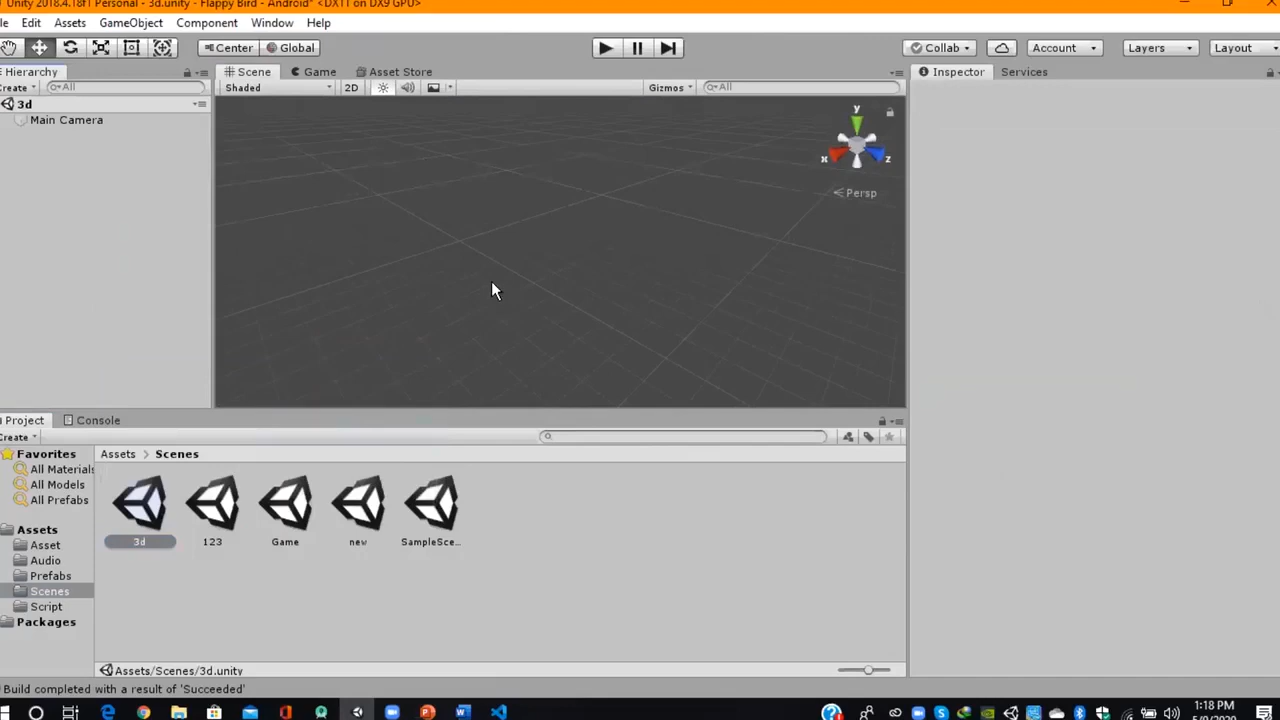 Unity 2018.4.18f1 Personal - 3d.unity - Flappy Bird - Android* <DX11 on DX9 GPU>
le Edit Assets GameObject Component Window Help
Center Global Collab Account Layers Layout
Hierarchy Scene Game Asset Store Inspector Services
Create All Shaded 2D Gizmos All
3d
Main Camera
y
x z
Persp
Project Console
Create
Favorites Assets Scenes
All Materials
All Models
All Prefabs
Assets
Asset 3d 123 Game new SampleSce...
Audio
Prefabs
Scenes
Script
Packages
Assets/Scenes/3d.unity
Build completed with a result of 'Succeeded'
1:18 PM